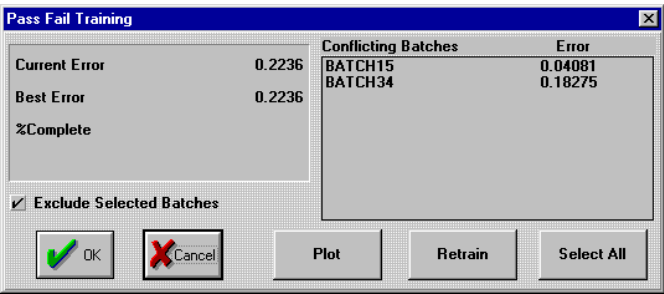 Pass Fail Training
Current Error 0.2236
Best Error 0.2236
%Complete
Conflicting Batches Error
BATCH15 0.04081
BATCH34 0.18275
Exclude Selected Batches
OK Cancel Plot Retrain Select All